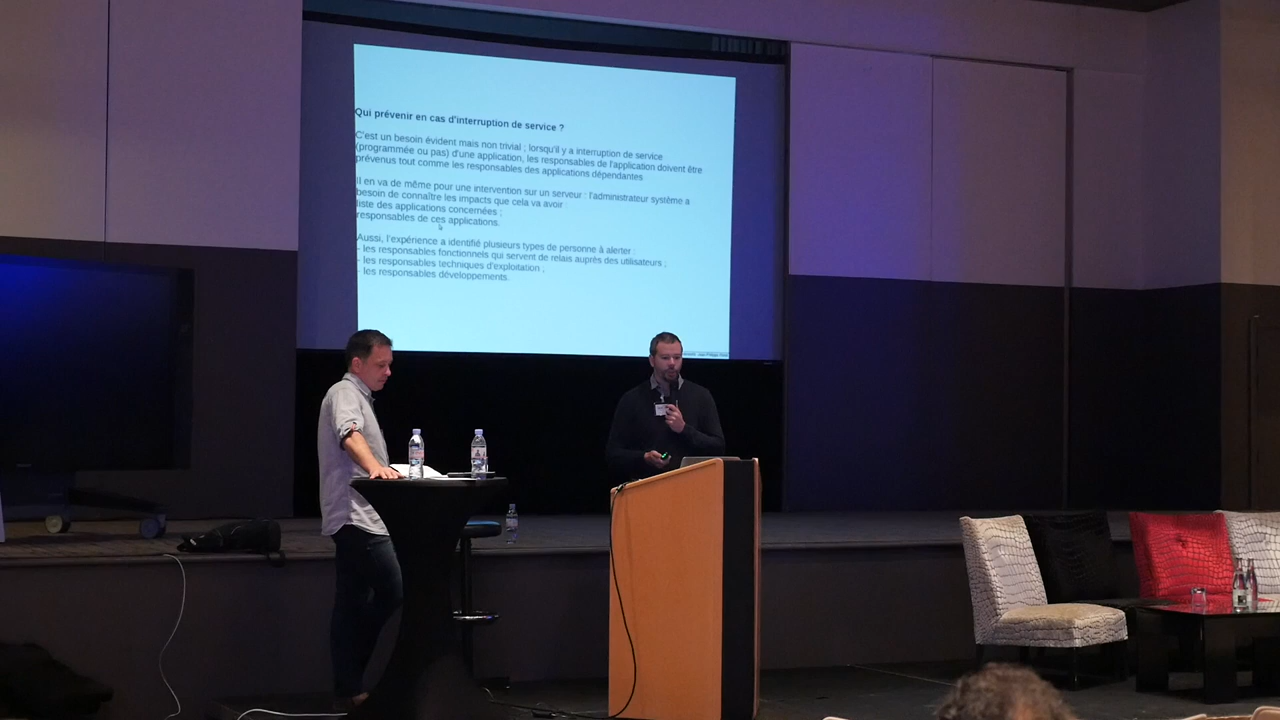 Qui prévenir en cas d'interruption de service ?
C'est un besoin évident mais non trivial ; lorsqu'il y a interruption de service
(programmée ou pas) d'une application, les responsables de l'application doivent être
prévenus tout comme les responsables des applications dépendantes
Il en va de même pour une intervention sur un serveur : l'administrateur système a
besoin de connaître les impacts que cela va avoir :
liste des applications concernées ;
responsables de ces applications.
Aussi, l'expérience a identifié plusieurs types de personne à alerter :
- les responsables fonctionnels qui servent de relais auprès des utilisateurs ;
- les responsables techniques d'exploitation ;
- les responsables développements.